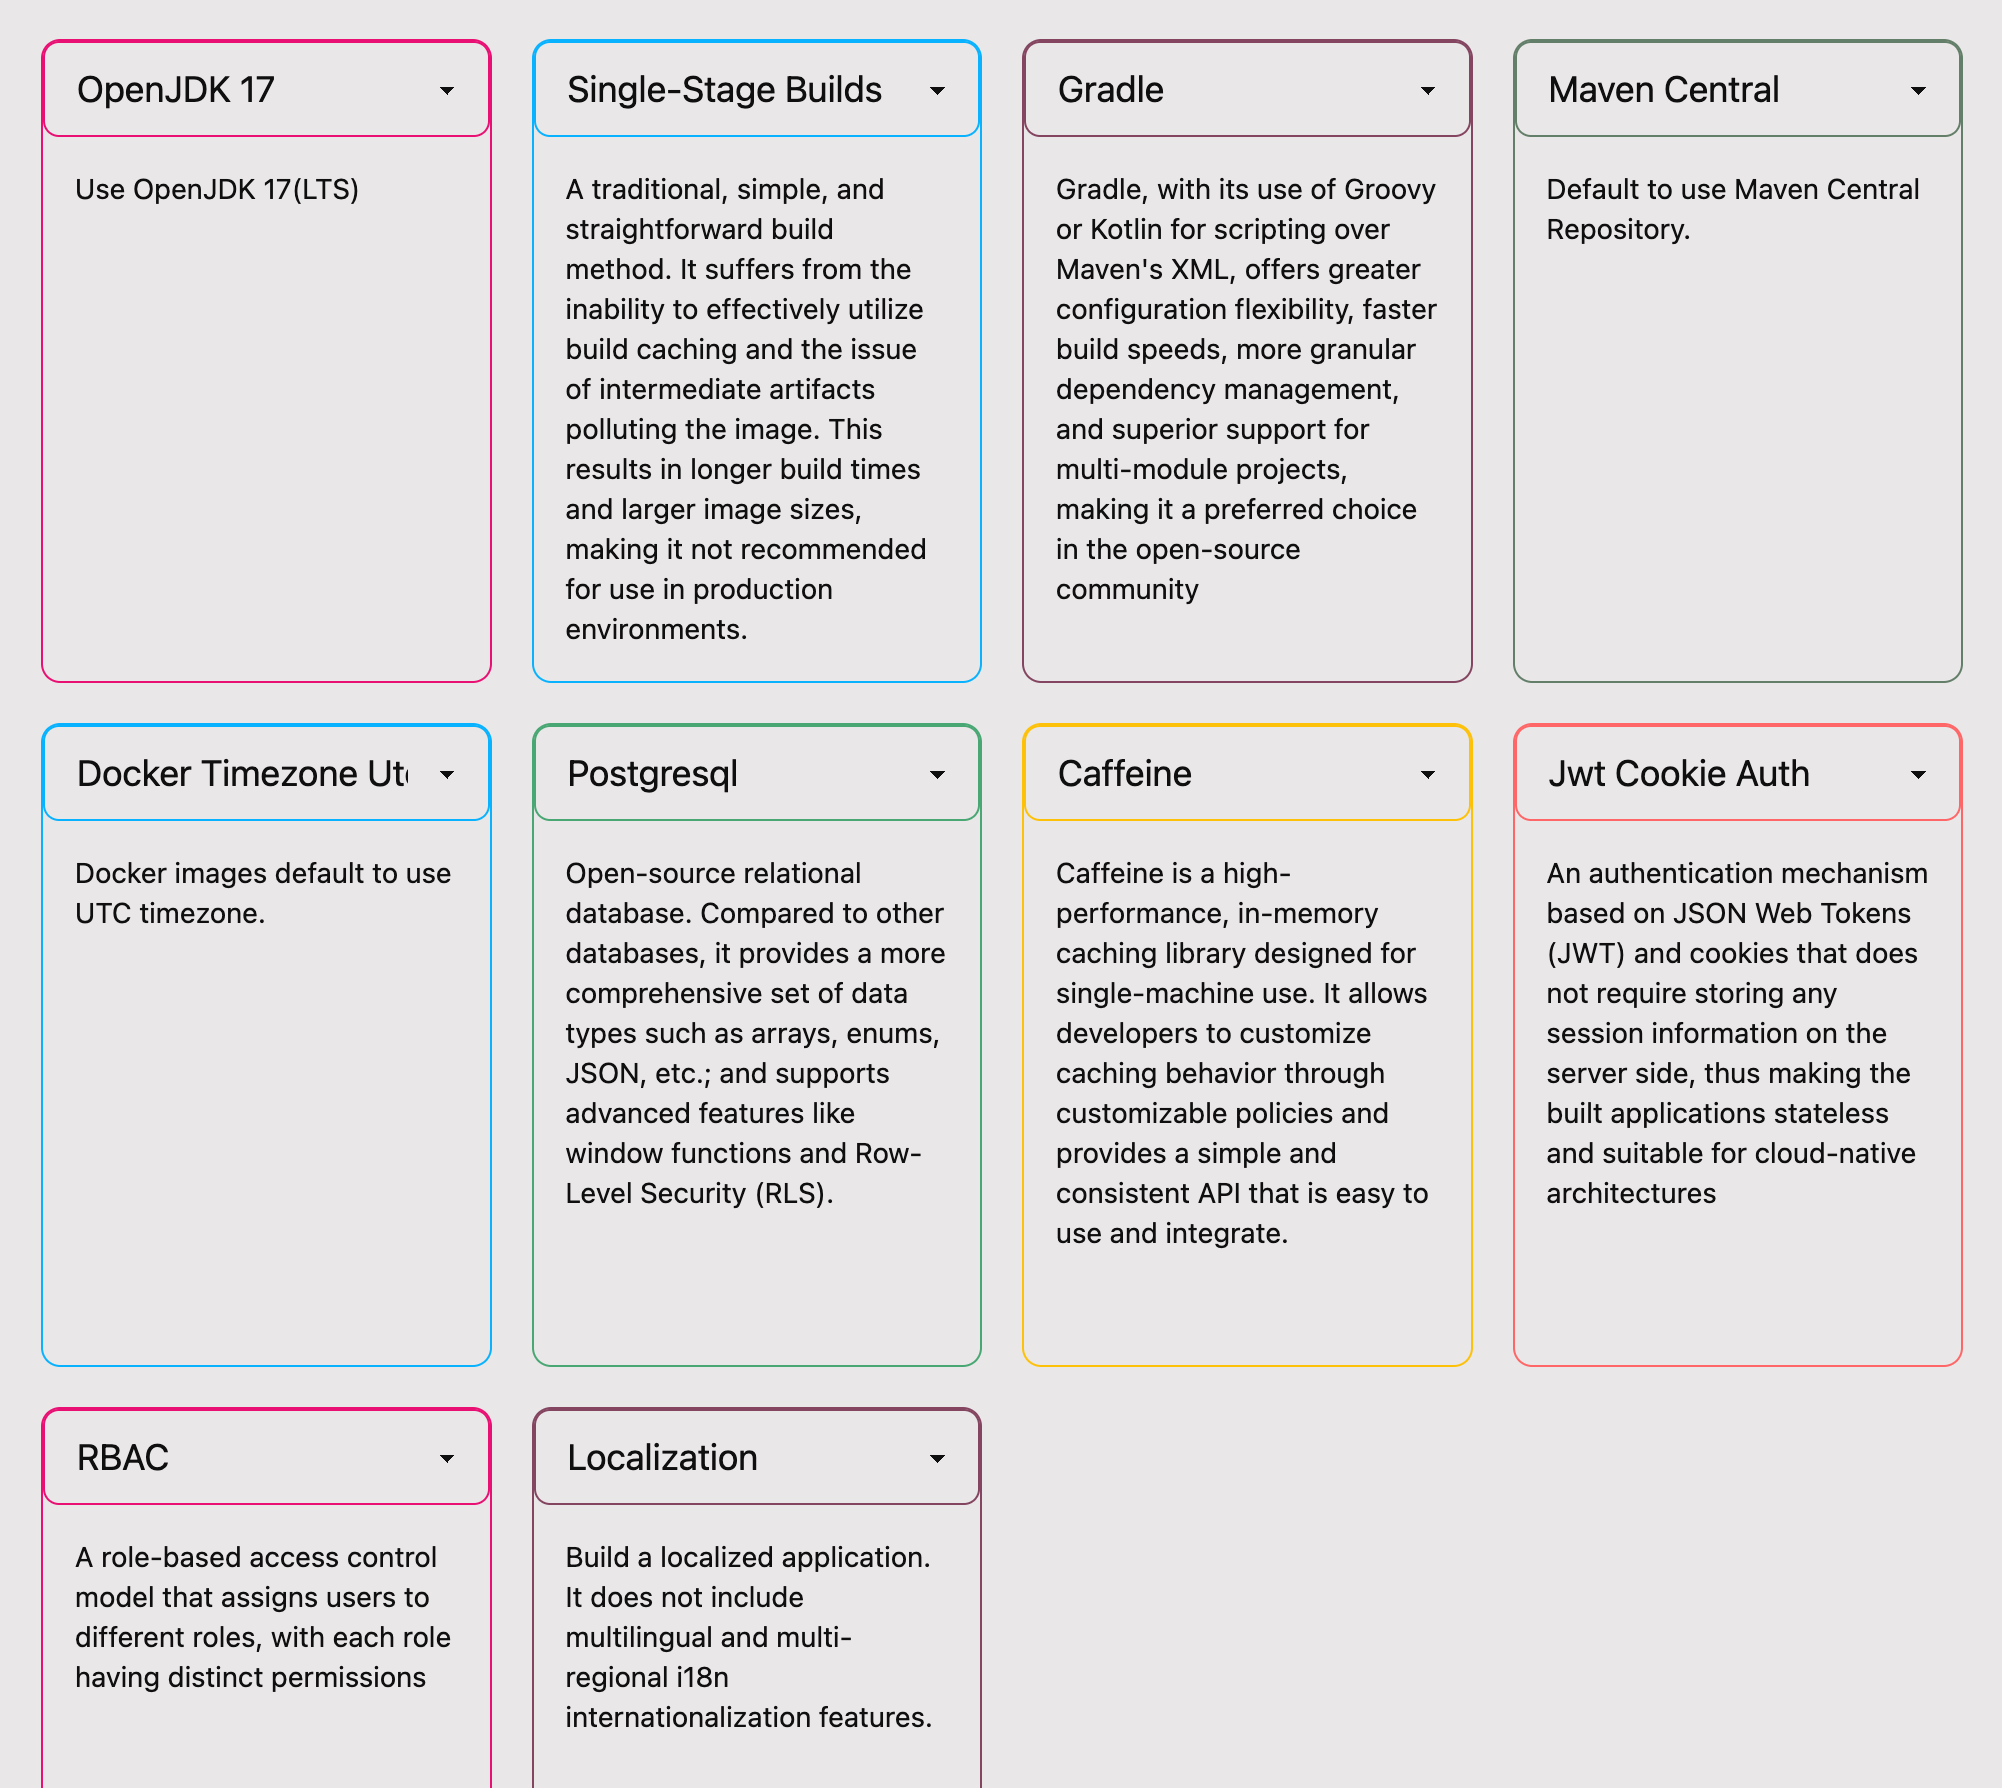 OpenJDK 17
Use OpenJDK 17(LTS)
Single-Stage Builds
A traditional, simple, and
straightforward build
method. It suffers from the
inability to effectively utilize
build caching and the issue
of intermediate artifacts
polluting the image. This
results in longer build times
and larger image sizes,
making it not recommended
for use in production
environments.
Gradle
Gradle, with its use of Groovy
or Kotlin for scripting over
Maven's XML, offers greater
configuration flexibility, faster
build speeds, more granular
dependency management,
and superior support for
multi-module projects,
making it a preferred choice
in the open-source
community
Maven Central
Default to use Maven Central
Repository.
Docker Timezone Utc
Docker images default to use
UTC timezone.
Postgresql
Open-source relational
database. Compared to other
databases, it provides a more
comprehensive set of data
types such as arrays, enums,
JSON, etc.; and supports
advanced features like
window functions and Row-
Level Security (RLS).
Caffeine
Caffeine is a high-
performance, in-memory
caching library designed for
single-machine use. It allows
developers to customize
caching behavior through
customizable policies and
provides a simple and
consistent API that is easy to
use and integrate.
Jwt Cookie Auth
An authentication mechanism
based on JSON Web Tokens
(JWT) and cookies that does
not require storing any
session information on the
server side, thus making the
built applications stateless
and suitable for cloud-native
architectures
RBAC
A role-based access control
model that assigns users to
different roles, with each role
having distinct permissions
Localization
Build a localized application.
It does not include
multilingual and multi-
regional i18n
internationalization features.